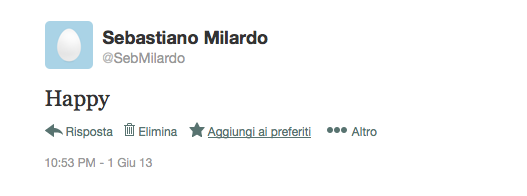 Sebastiano Milardo
@SebMilardo
Happy
Risposta Elimina Aggiungi ai preferiti Altro
10:53 PM - 1 Giu 13